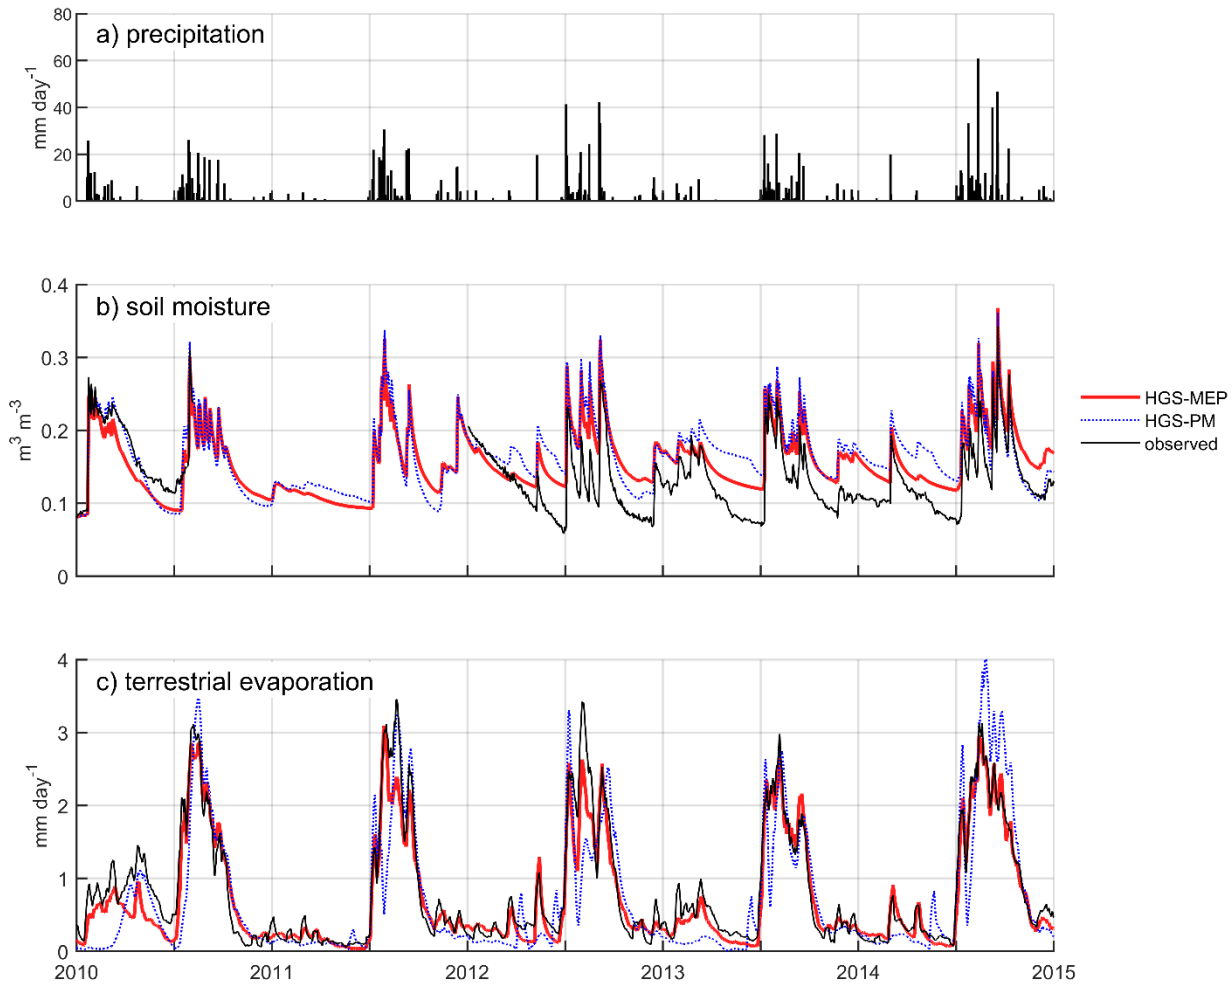 a) precipitation
80
60
40
20
0
mm day-1
b) soil moisture
0.4
0.3
0.2
0.1
0
m3 m-3
HGS-MEP
HGS-PM
observed
c) terrestrial evaporation
4
3
2
1
0
mm day-1
2010 2011 2012 2013 2014 2015